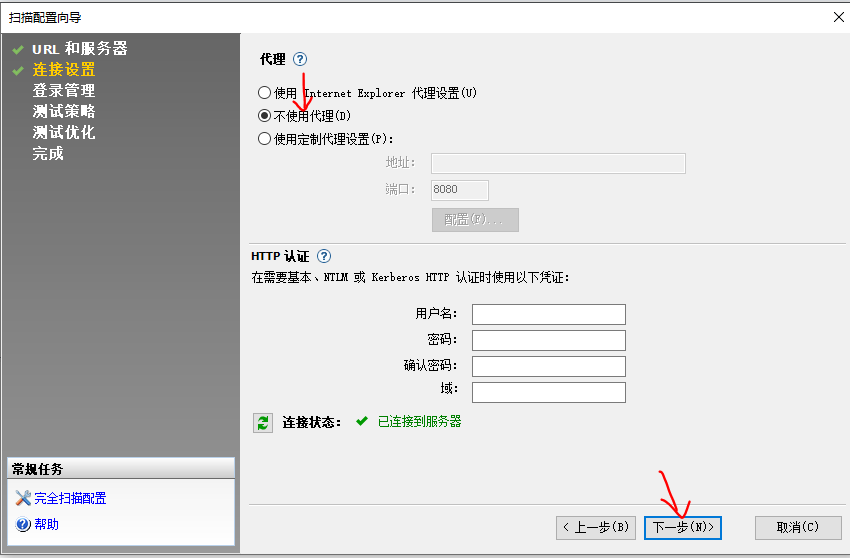 扫描配置向导
URL 和服务器
连接设置
登录管理
测试策略
测试优化
完成
代理
使用 Internet Explorer 代理设置(U)
不使用代理(D)
使用定制代理设置(P):
地址:
端口: 8080
配置(F)...
HTTP 认证
在需要基本、NTLM 或 Kerberos HTTP 认证时使用以下凭证:
用户名:
密码:
确认密码:
域:
连接状态: 已连接到服务器
常规任务
完全扫描配置
帮助
< 上一步(B) 下一步(N)> 取消(C)